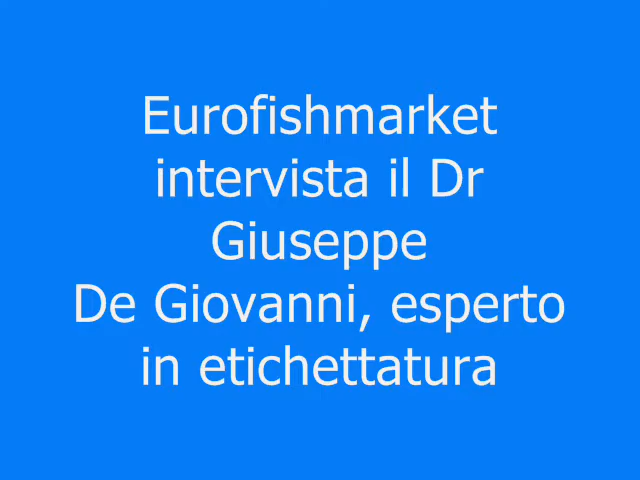 Eurofishmarket
intervista il Dr
Giuseppe
De Giovanni, esperto
in etichettatura